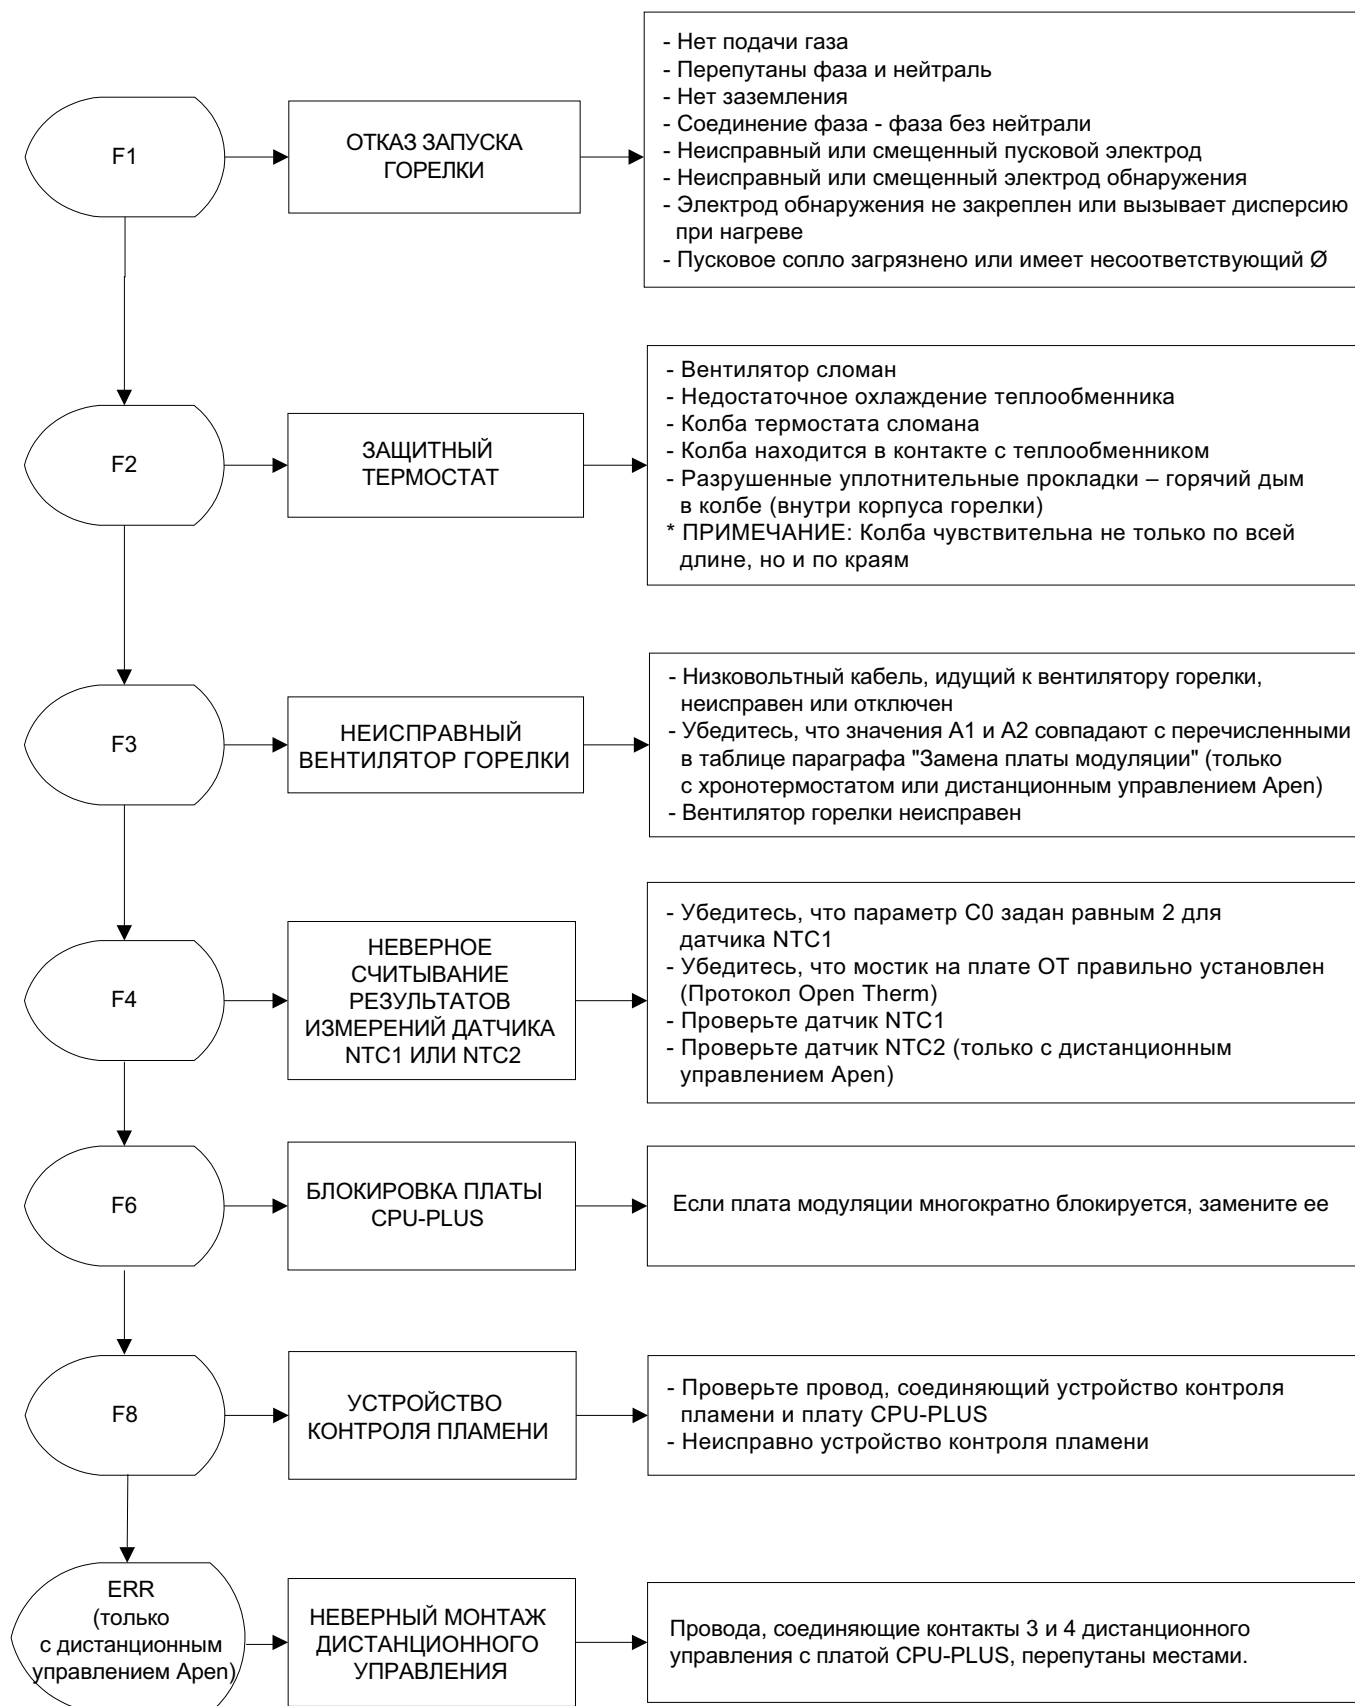 F1
ОТКАЗ ЗАПУСКА
ГОРЕЛКИ
- Нет подачи газа
- Перепутаны фаза и нейтраль
- Нет заземления
- Соединение фаза - фаза без нейтрали
- Неисправный или смещенный пусковой электрод
- Неисправный или смещенный электрод обнаружения
- Электрод обнаружения не закреплен или вызывает дисперсию
при нагреве
- Пусковое сопло загрязнено или имеет несоответствующий Ø
F2
ЗАЩИТНЫЙ
ТЕРМОСТАТ
- Вентилятор сломан
- Недостаточное охлаждение теплообменника
- Колба термостата сломана
- Колба находится в контакте с теплообменником
- Разрушенные уплотнительные прокладки – горячий дым
в колбе (внутри корпуса горелки)
* ПРИМЕЧАНИЕ: Колба чувствительна не только по всей
длине, но и по краям
F3
НЕИСПРАВНЫЙ
ВЕНТИЛЯТОР ГОРЕЛКИ
- Низковольтный кабель, идущий к вентилятору горелки,
неисправен или отключен
- Убедитесь, что значения A1 и A2 совпадают с перечисленными
в таблице параграфа "Замена платы модуляции" (только
с хронотермостатом или дистанционным управлением Apen)
- Вентилятор горелки неисправен
F4
НЕВЕРНОЕ
СЧИТЫВАНИЕ
РЕЗУЛЬТАТОВ
ИЗМЕРЕНИЙ ДАТЧИКА
NTC1 ИЛИ NTC2
- Убедитесь, что параметр C0 задан равным 2 для
датчика NTC1
- Убедитесь, что мостик на плате OT правильно установлен
(Протокол Open Therm)
- Проверьте датчик NTC1
- Проверьте датчик NTC2 (только с дистанционным
управлением Apen)
F6
БЛОКИРОВКА ПЛАТЫ
CPU-PLUS
Если плата модуляции многократно блокируется, замените ее
F8
УСТРОЙСТВО
КОНТРОЛЯ ПЛАМЕНИ
- Проверьте провод, соединяющий устройство контроля
пламени и плату CPU-PLUS
- Неисправно устройство контроля пламени
ERR
(только
с дистанционным
управлением Apen)
НЕВЕРНЫЙ МОНТАЖ
ДИСТАНЦИОННОГО
УПРАВЛЕНИЯ
Провода, соединяющие контакты 3 и 4 дистанционного
управления с платой CPU-PLUS, перепутаны местами.